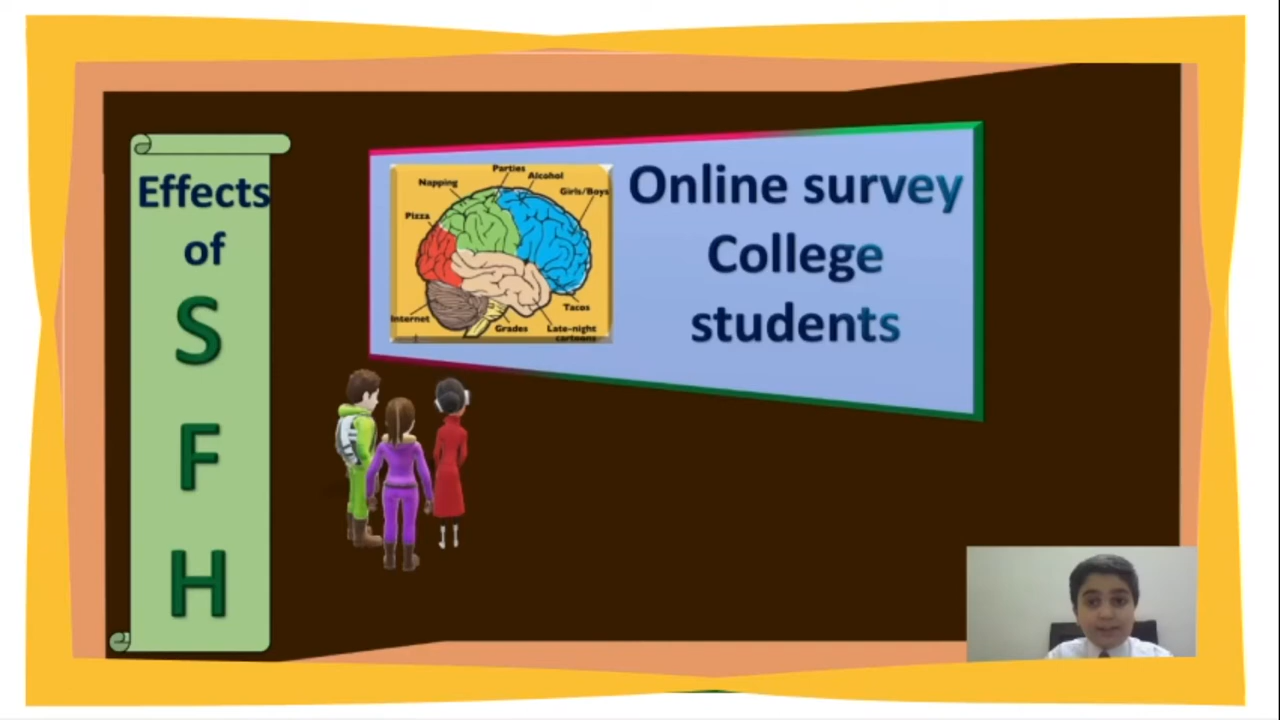 Effects
of
S
F
H
Parties
Alcohol
Napping
Girls/Boys
Pizza
Tacos
Internet
Grades
Late-night
cartoons
Online survey
College
students